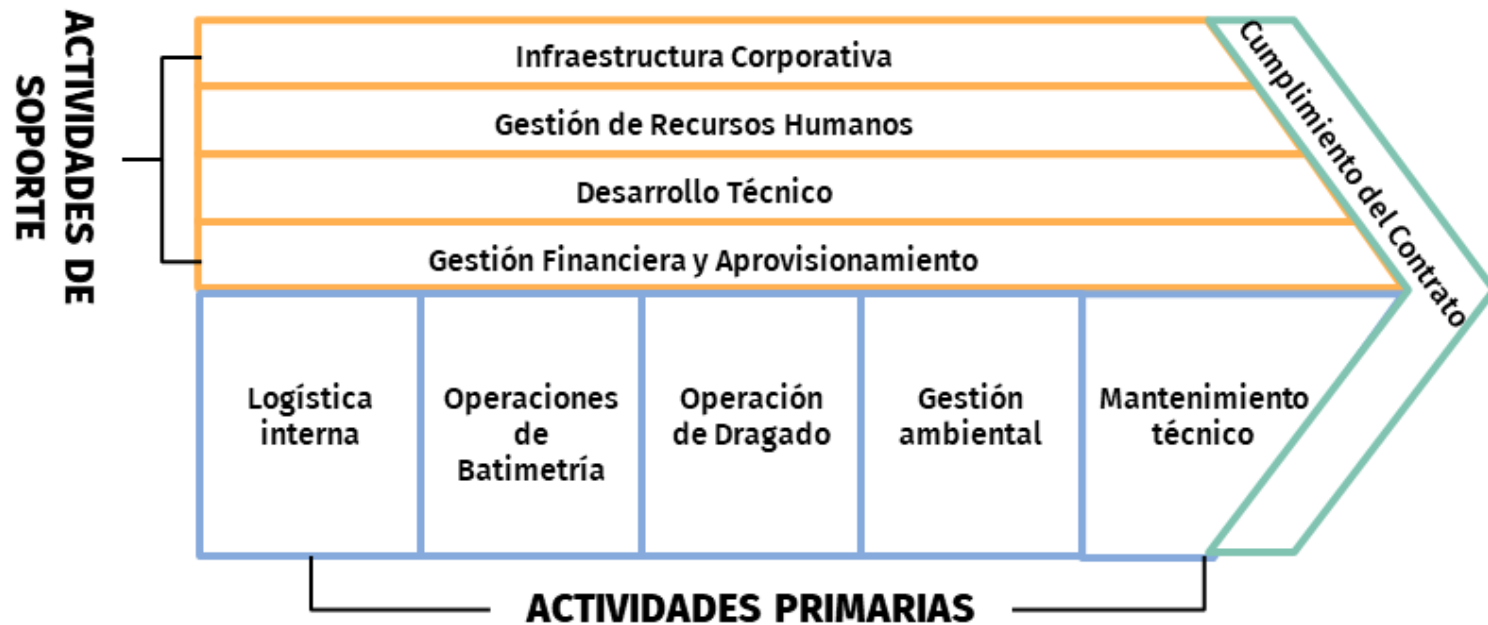 ACTIVIDADES DE
SOPORTE
Infraestructura Corporativa
Gestión de Recursos Humanos
Desarrollo Técnico
Gestión Financiera y Aprovisionamiento
Cumplimiento del Contrato
Logística
interna
Operaciones
de
Batimetría
Operación
de Dragado
Gestión
ambiental
Mantenimiento
técnico
ACTIVIDADES PRIMARIAS